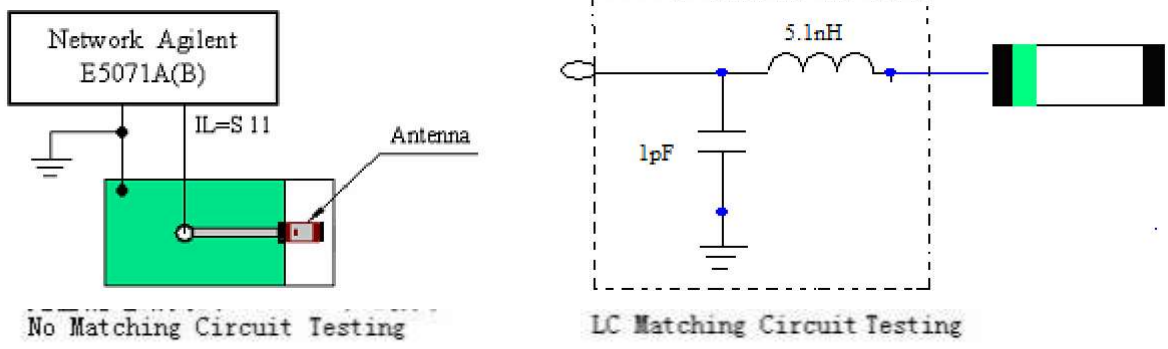 Network Agilent
E5071A(B)
IL=S 11
Antenna
No Matching Circuit Testing
5.1nH
1pF
LC Matching Circuit Testing